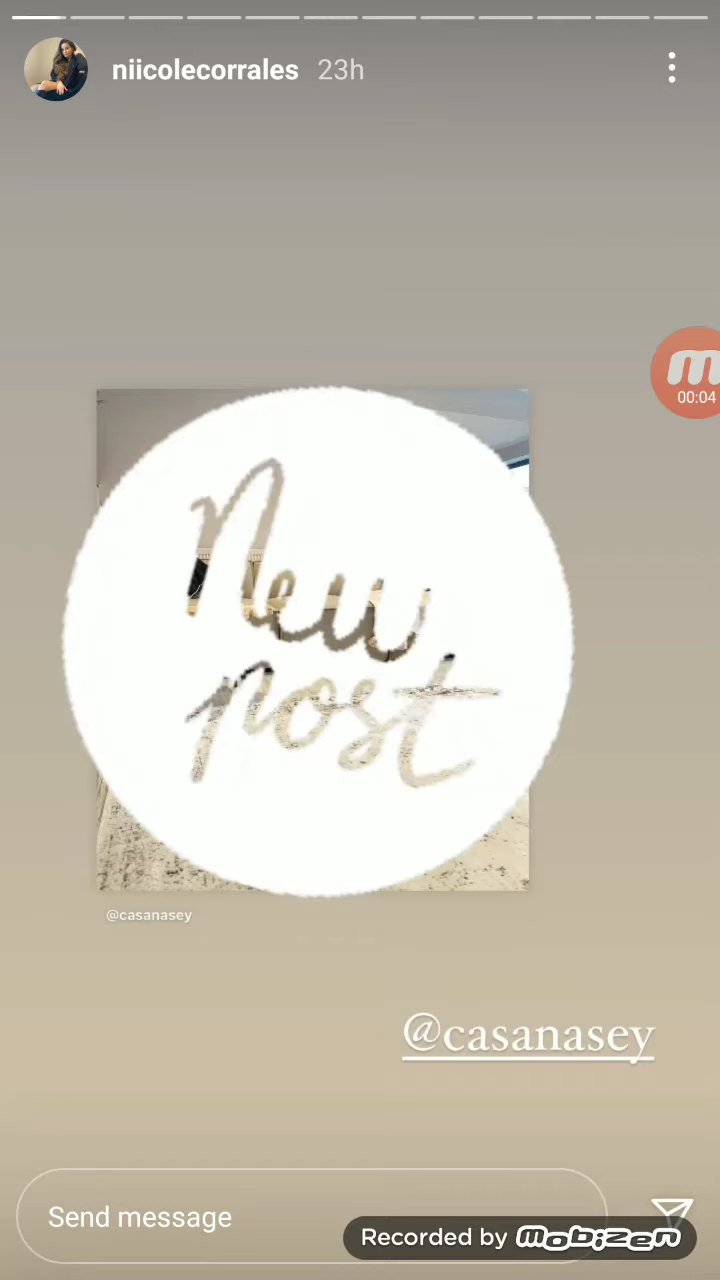 niicolecorrales 23h
00:04
New
post
@casanasey
@casanasey
Send message
Recorded by mobizen